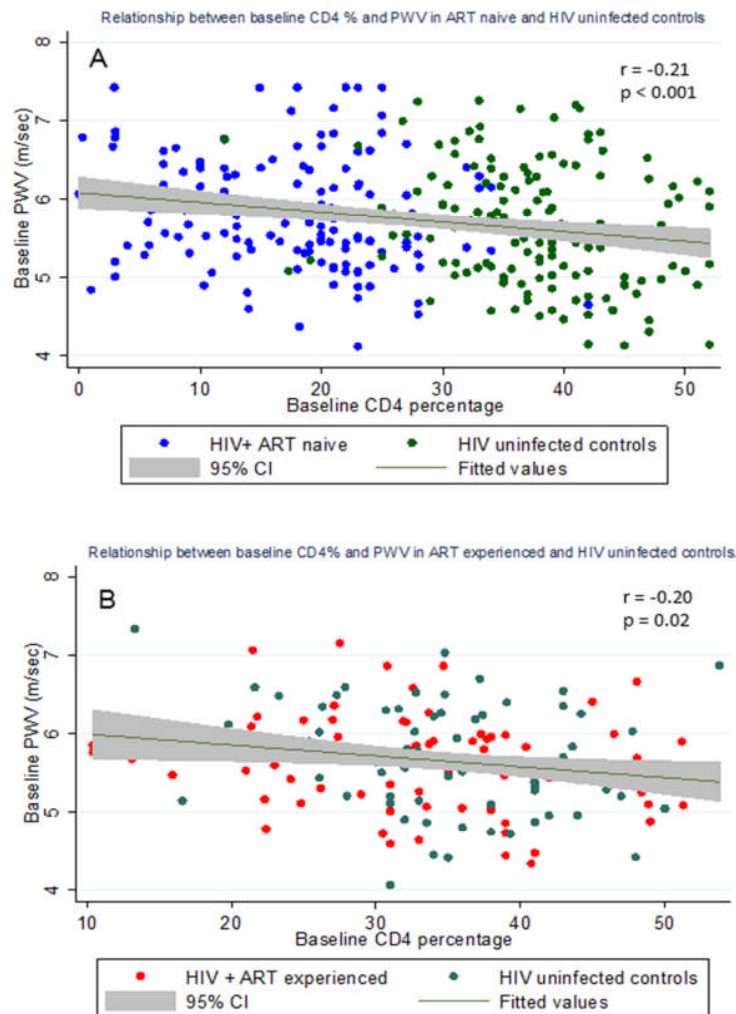 Relationship between baseline CD4 % and PWV in ART naive and HIV uninfected controls
A
r = -0.21
p < 0.001
Baseline PWV (m/sec)
8
7
6
5
4
0 10 20 30 40 50
Baseline CD4 percentage
HIV+ ART naive HIV uninfected controls
95% CI Fitted values
Relationship between baseline CD4% and PWV in ART experienced and HIV uninfected controls.
B
r = -0.20
p = 0.02
Baseline PWV (m/sec)
8
7
6
5
4
10 20 30 40 50
Baseline CD4 percentage
HIV + ART experienced HIV uninfected controls
95% CI Fitted values